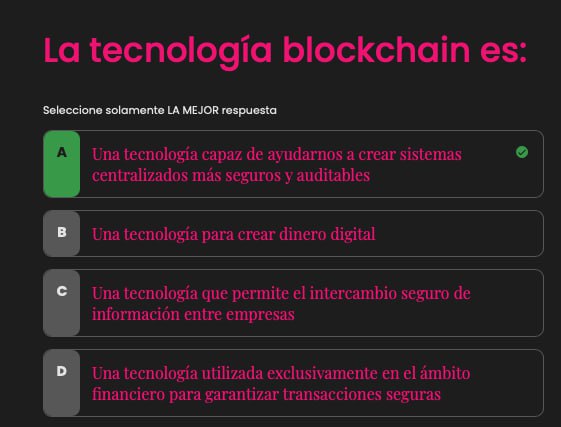 La tecnología blockchain es:
Seleccione solamente LA MEJOR respuesta
A
Una tecnología capaz de ayudarnos a crear sistemas
centralizados más seguros y auditables
B
Una tecnología para crear dinero digital
C
Una tecnología que permite el intercambio seguro de
información entre empresas
D
Una tecnología utilizada exclusivamente en el ámbito
financiero para garantizar transacciones seguras